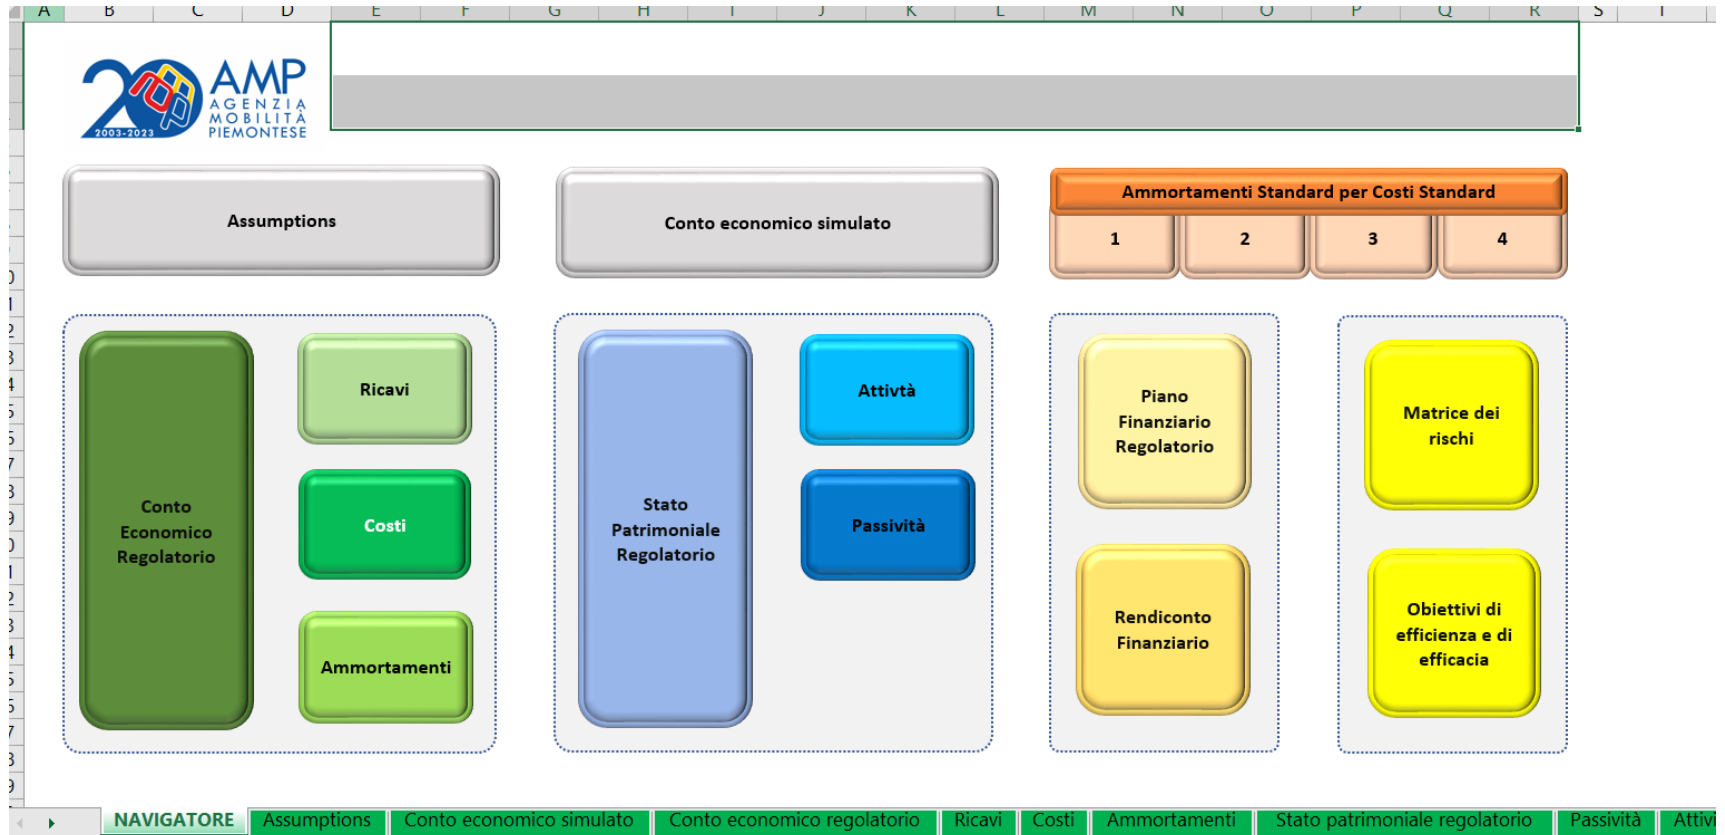 A B C D E F G H I J K L M N O P Q R S T
20 AMP
AGENZIA
MOBILITÀ
PIEMONTESE
2003-2023
Assumptions
Conto economico simulato
Ammortamenti Standard per Costi Standard
1 2 3 4
Conto
Economico
Regolatorio
Ricavi
Costi
Ammortamenti
Stato
Patrimoniale
Regolatorio
Attivtà
Passività
Piano
Finanziario
Regolatorio
Rendiconto
Finanziario
Matrice dei
rischi
Obiettivi di
efficienza e di
efficacia
NAVIGATORE Assumptions Conto economico simulato Conto economico regolatorio Ricavi Costi Ammortamenti Stato patrimoniale regolatorio Passività Attivi